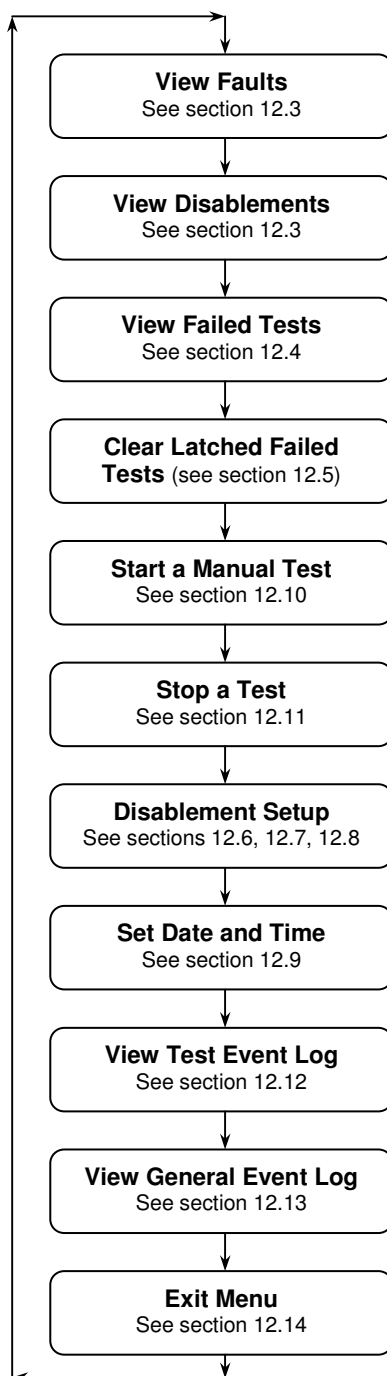 View Faults
See section 12.3
View Disablements
See section 12.3
View Failed Tests
See section 12.4
Clear Latched Failed
Tests (see section 12.5)
Start a Manual Test
See section 12.10
Stop a Test
See section 12.11
Disablement Setup
See sections 12.6, 12.7, 12.8
Set Date and Time
See section 12.9
View Test Event Log
See section 12.12
View General Event Log
See section 12.13
Exit Menu
See section 12.14